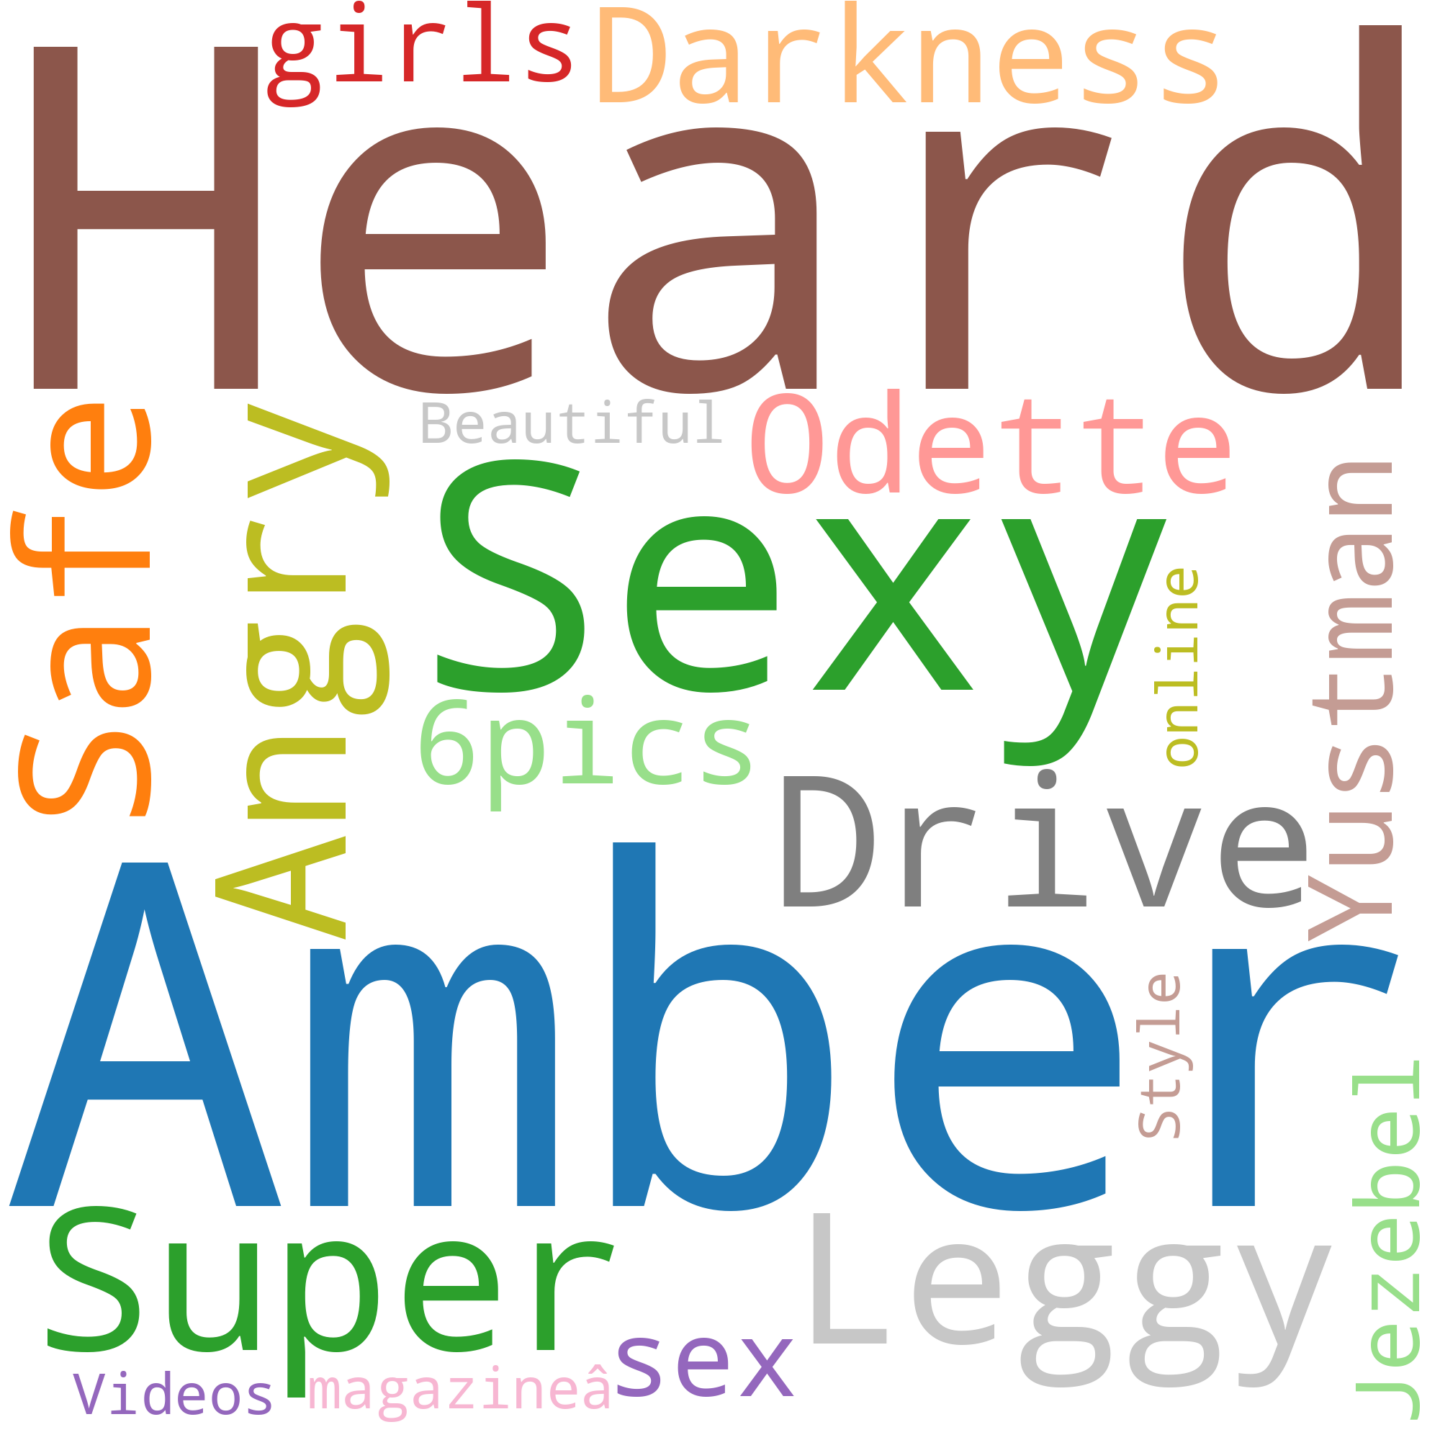 girls
Darkness
Heard
Safe
Angry
Beautiful
Odette
Sexy
Yustman
online
6pics
Drive
Amber
Style
Jezebel
Super
Leggy
sex
Videos
magazineâ